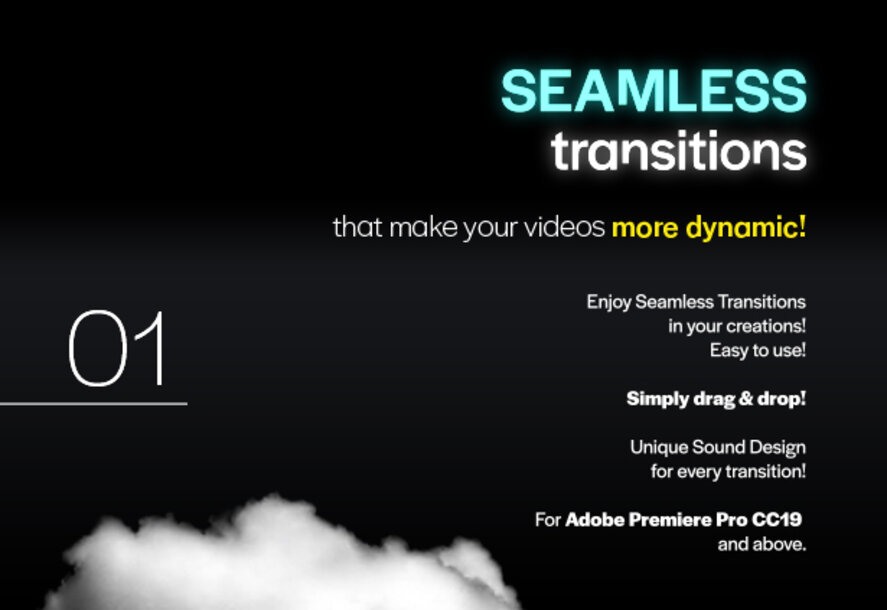 SEAMLESS
transitions
that make your videos more dynamic!
Enjoy Seamless Transitions
in your creations!
Easy to use!
01
Simply drag & drop!
Unique Sound Design
for every transition!
For Adobe Premiere Pro CC19
and above.